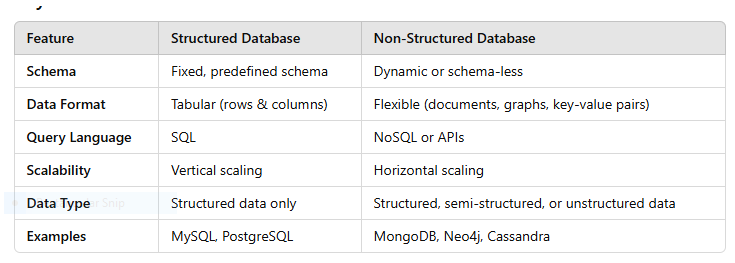 Feature Structured Database Non-Structured Database
Schema Fixed, predefined schema Dynamic or schema-less
Data Format Tabular (rows & columns) Flexible (documents, graphs, key-value pairs)
Query Language SQL NoSQL or APIs
Scalability Vertical scaling Horizontal scaling
Data Type Structured data only Structured, semi-structured, or unstructured data
Examples MySQL, PostgreSQL MongoDB, Neo4j, Cassandra